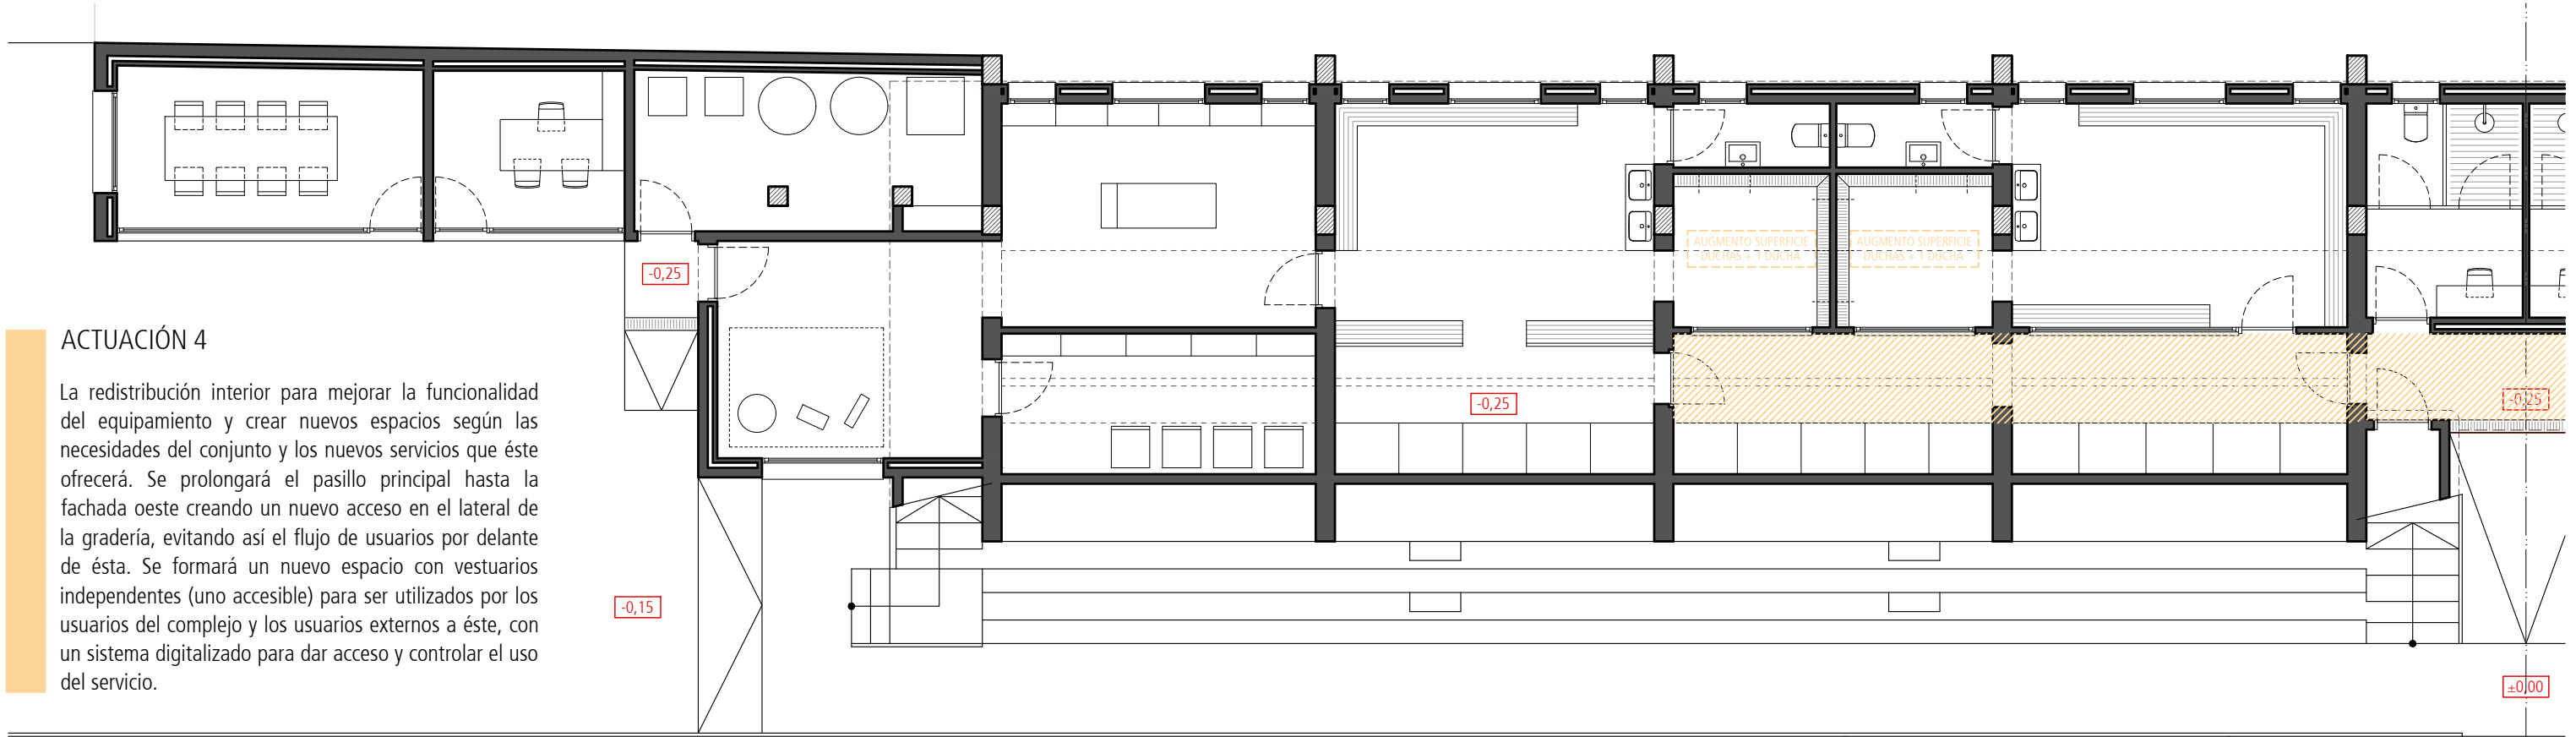 AUGMENTO SUPERFICIE
DUCHAS + 1 DUCHA
AUGMENTO SUPERFICIE
DUCHAS + 1 DUCHA
-0,25
ACTUACIÓN 4
La redistribución interior para mejorar la funcionalidad
del equipamiento y crear nuevos espacios según las
necesidades del conjunto y los nuevos servicios que éste
ofrecerá. Se prolongará el pasillo principal hasta la
fachada oeste creando un nuevo acceso en el lateral de
la gradería, evitando así el flujo de usuarios por delante
de ésta. Se formará un nuevo espacio con vestuarios
independentes (uno accesible) para ser utilizados por los
usuarios del complejo y los usuarios externos a éste, con
un sistema digitalizado para dar acceso y controlar el uso
del servicio.
-0,25
-0,25
-0,15
±0,00